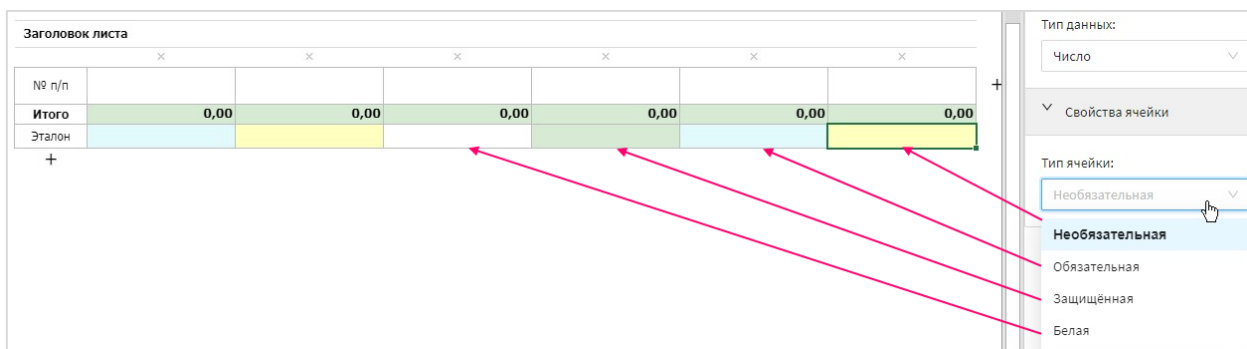 Заголовок листа
× × × × × ×
№ п/п
+
Итого 0,00 0,00 0,00 0,00 0,00 0,00
Эталон
+
Тип данных:
Число
Свойства ячейки
Тип ячейки:
Необязательная
Необязательная
Обязательная
Защищённая
Белая